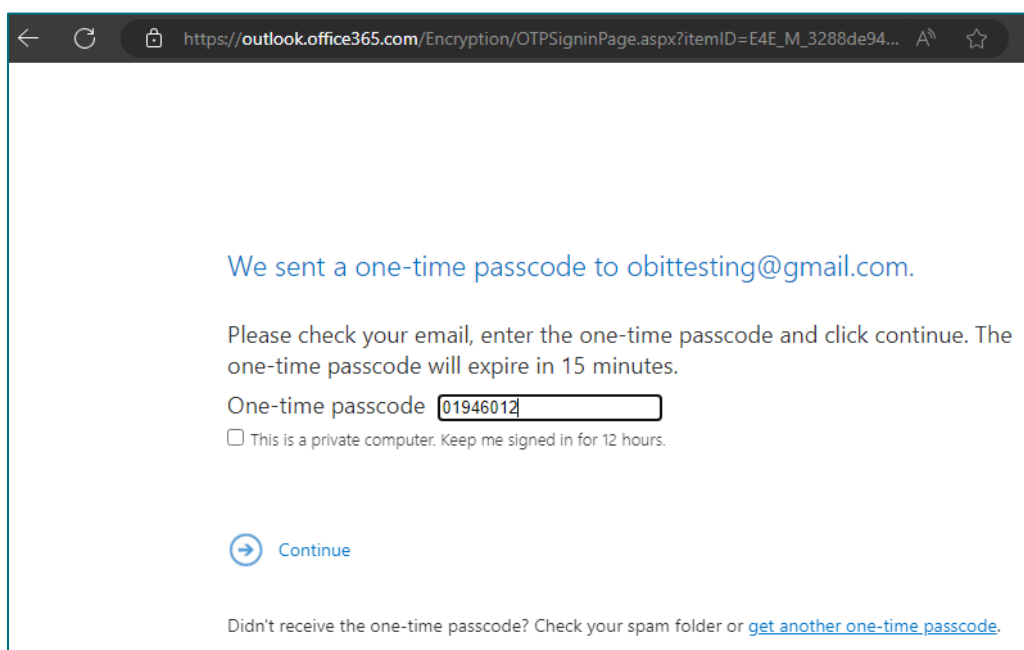 https://outlook.office365.com/Encryption/OTPSigninPage.aspx?itemID=E4E_M_3288de94... A
We sent a one-time passcode to obittesting@gmail.com.
Please check your email, enter the one-time passcode and click continue. The
one-time passcode will expire in 15 minutes.
One-time passcode 01946012
This is a private computer. Keep me signed in for 12 hours.
Continue
Didn't receive the one-time passcode? Check your spam folder or get another one-time passcode.